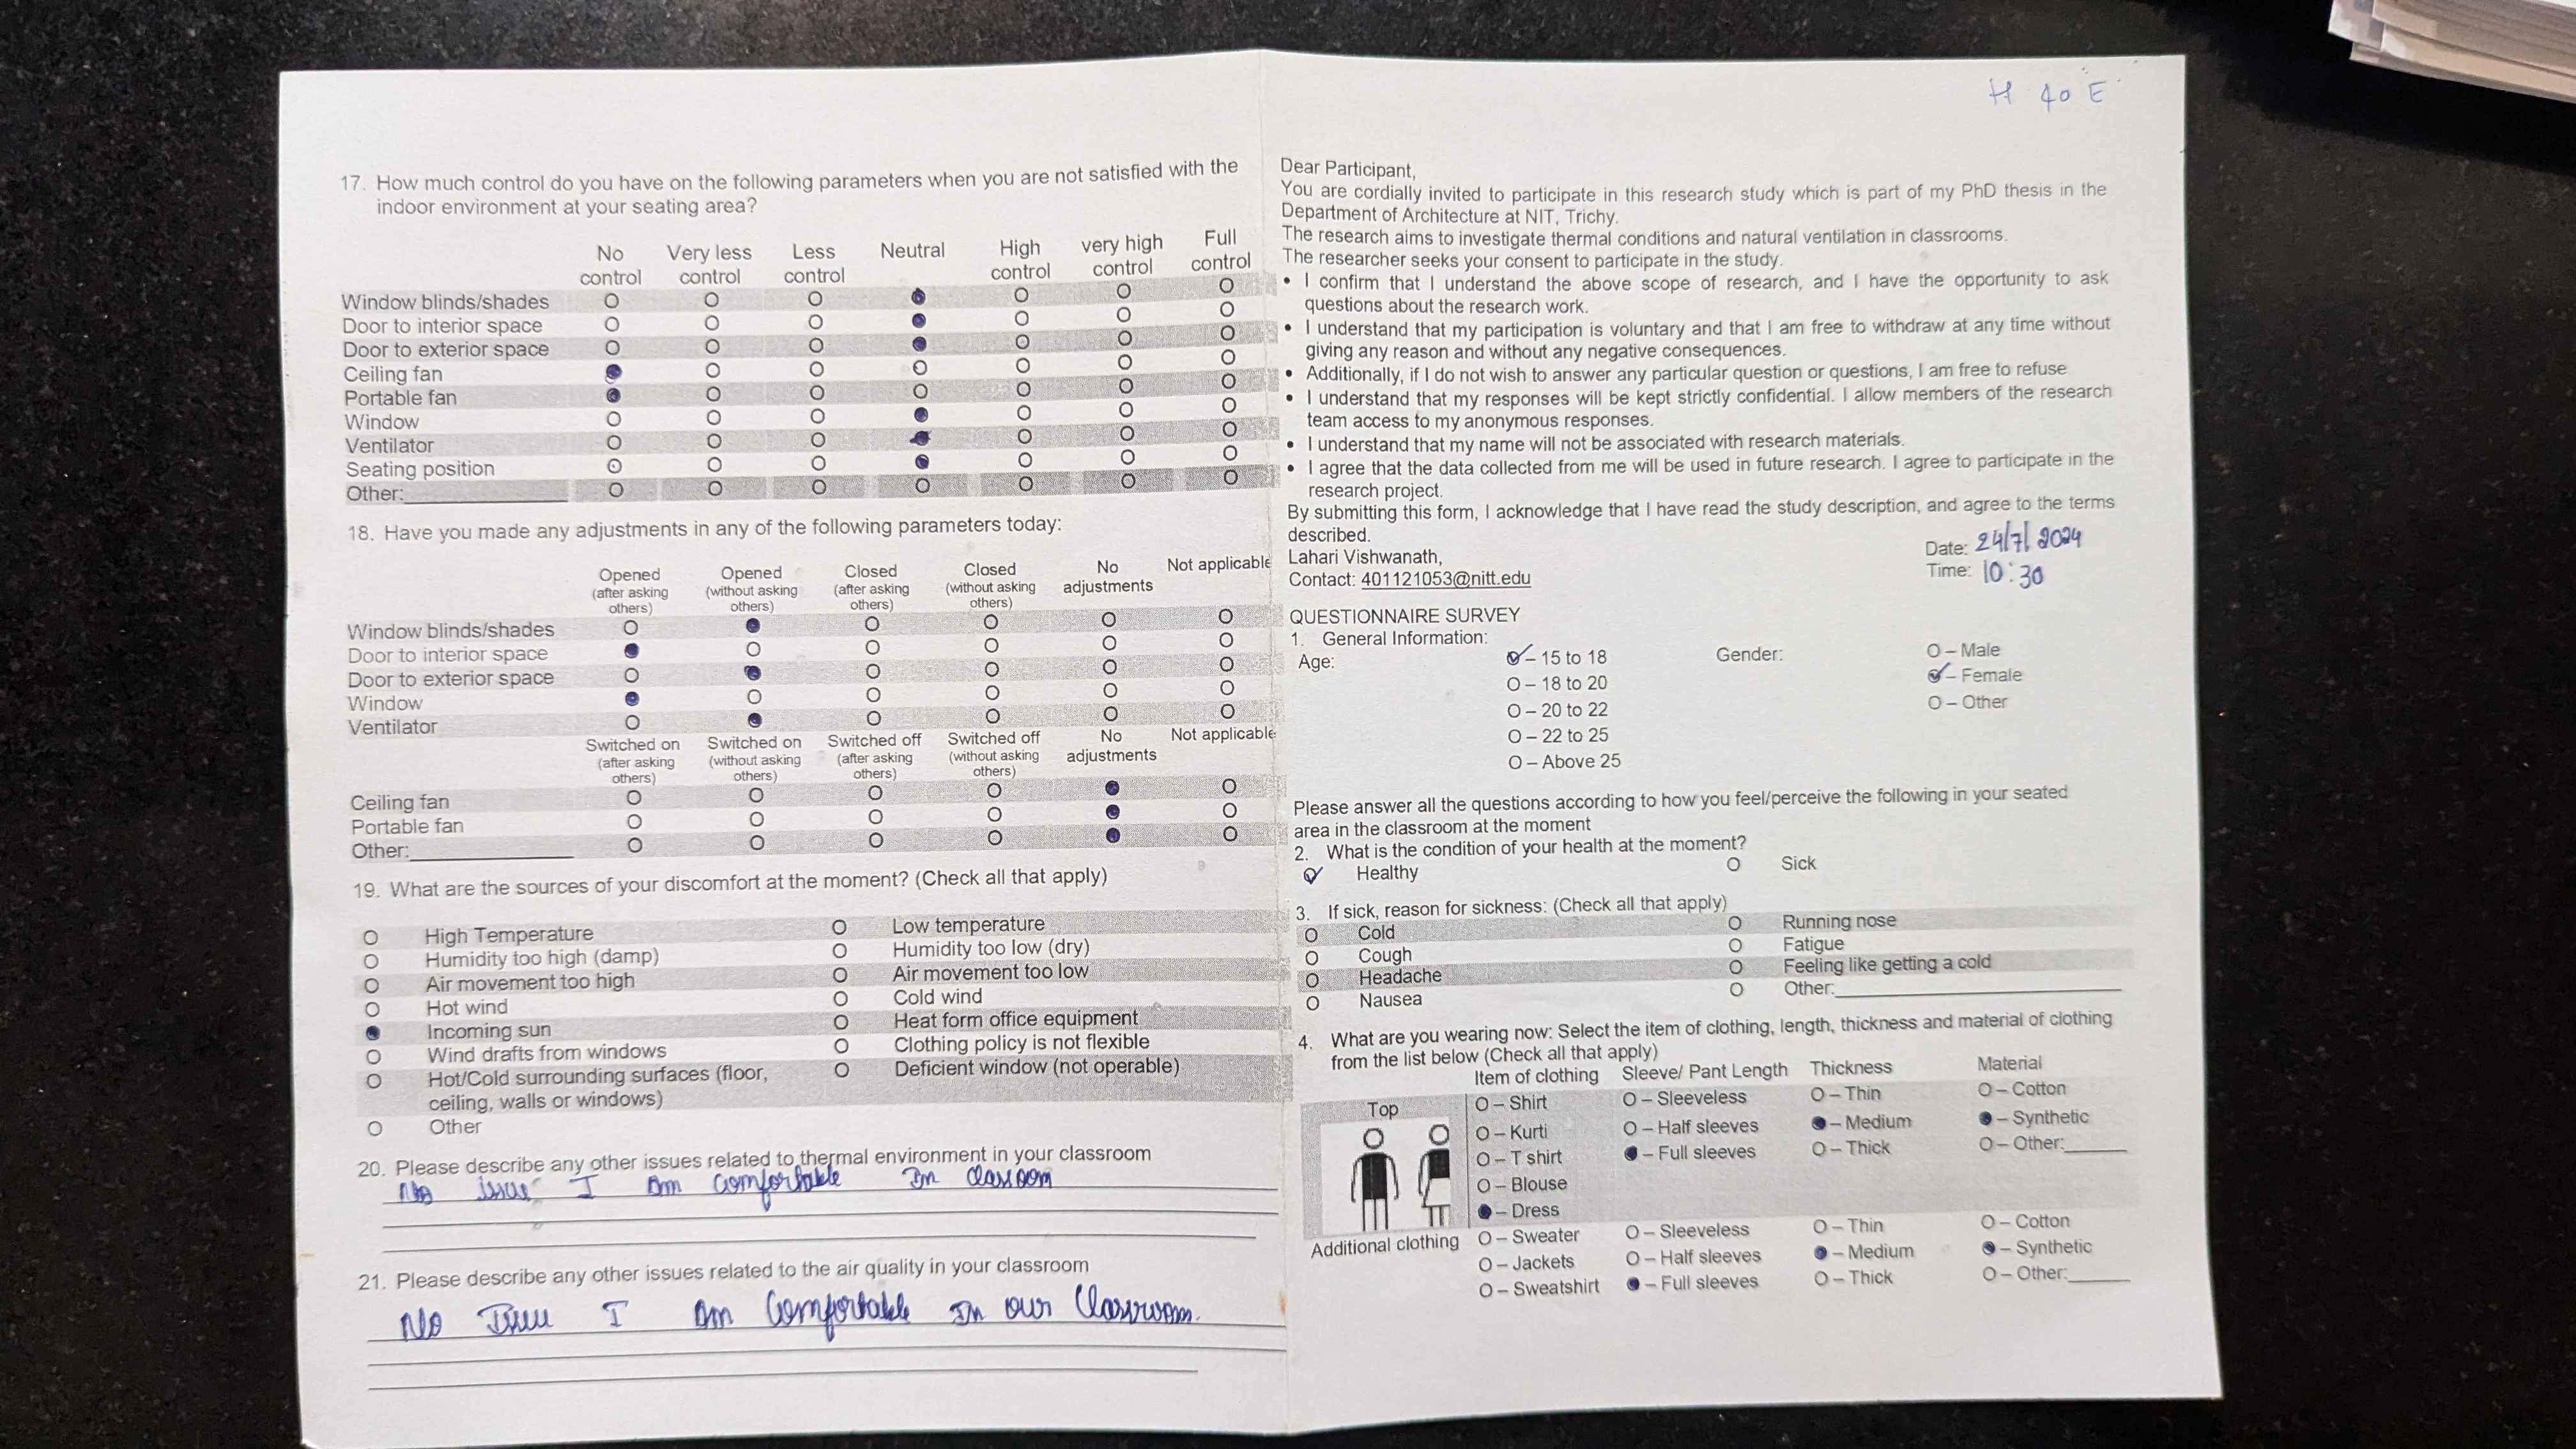 17. How much control do you have on the following parameters when you are not satisfied with the
indoor environment at your seating area?
No control Very less control Less control Neutral High control very high control Full control
Window blinds/shades
Door to interior space
Door to exterior space
Ceiling fan
Portable fan
Window
Ventilator
Seating position
Other:
18. Have you made any adjustments in any of the following parameters today:
Opened (after asking others) Opened (without asking others) Closed (after asking others) Closed (without asking others) No adjustments Not applicable
Window blinds/shades
Door to interior space
Door to exterior space
Window
Ventilator
Switched on (after asking others) Switched on (without asking others) Switched off (after asking others) Switched off (without asking others) No adjustments Not applicable
Ceiling fan
Portable fan
Other:
19. What are the sources of your discomfort at the moment? (Check all that apply)
High Temperature Low temperature
Humidity too high (damp) Humidity too low (dry)
Air movement too high Air movement too low
Hot wind Cold wind
Incoming sun Heat form office equipment
Wind drafts from windows Clothing policy is not flexible
Hot/Cold surrounding surfaces (floor, Deficient window (not operable)
ceiling, walls or windows)
Other
20. Please describe any other issues related to thermal environment in your classroom
No issue I Am Comfortable In Classoom
21. Please describe any other issues related to the air quality in your classroom
No Issue I Am Comfortable In our Classroom.
H 40 E
Dear Participant,
You are cordially invited to participate in this research study which is part of my PhD thesis in the
Department of Architecture at NIT, Trichy.
The research aims to investigate thermal conditions and natural ventilation in classrooms.
The researcher seeks your consent to participate in the study.
• I confirm that I understand the above scope of research, and I have the opportunity to ask
questions about the research work.
• I understand that my participation is voluntary and that I am free to withdraw at any time without
giving any reason and without any negative consequences.
• Additionally, if I do not wish to answer any particular question or questions, I am free to refuse
• I understand that my responses will be kept strictly confidential. I allow members of the research
team access to my anonymous responses.
• I understand that my name will not be associated with research materials.
• I agree that the data collected from me will be used in future research. I agree to participate in the
research project.
By submitting this form, I acknowledge that I have read the study description, and agree to the terms
described.
Lahari Vishwanath,
Contact: 401121053@nitt.edu
Date: 24/7/2024
Time: 10:30
QUESTIONNAIRE SURVEY
1. General Information:
Age: O – 15 to 18 Gender: O – Male
O – 18 to 20 O – Female
O – 20 to 22 O – Other
O – 22 to 25
O – Above 25
Please answer all the questions according to how you feel/perceive the following in your seated
area in the classroom at the moment
2. What is the condition of your health at the moment?
Healthy Sick
3. If sick, reason for sickness: (Check all that apply)
Cold Running nose
Cough Fatigue
Headache Feeling like getting a cold
Nausea Other:
4. What are you wearing now: Select the item of clothing, length, thickness and material of clothing
from the list below (Check all that apply)
Item of clothing Sleeve/ Pant Length Thickness Material
Top O – Shirt O – Sleeveless O – Thin O – Cotton
O – Kurti O – Half sleeves – Medium – Synthetic
O – T shirt – Full sleeves O – Thick O – Other:
O – Blouse
– Dress
Additional clothing O – Sweater O – Sleeveless O – Thin O – Cotton
O – Jackets O – Half sleeves – Medium – Synthetic
O – Sweatshirt – Full sleeves O – Thick O – Other: